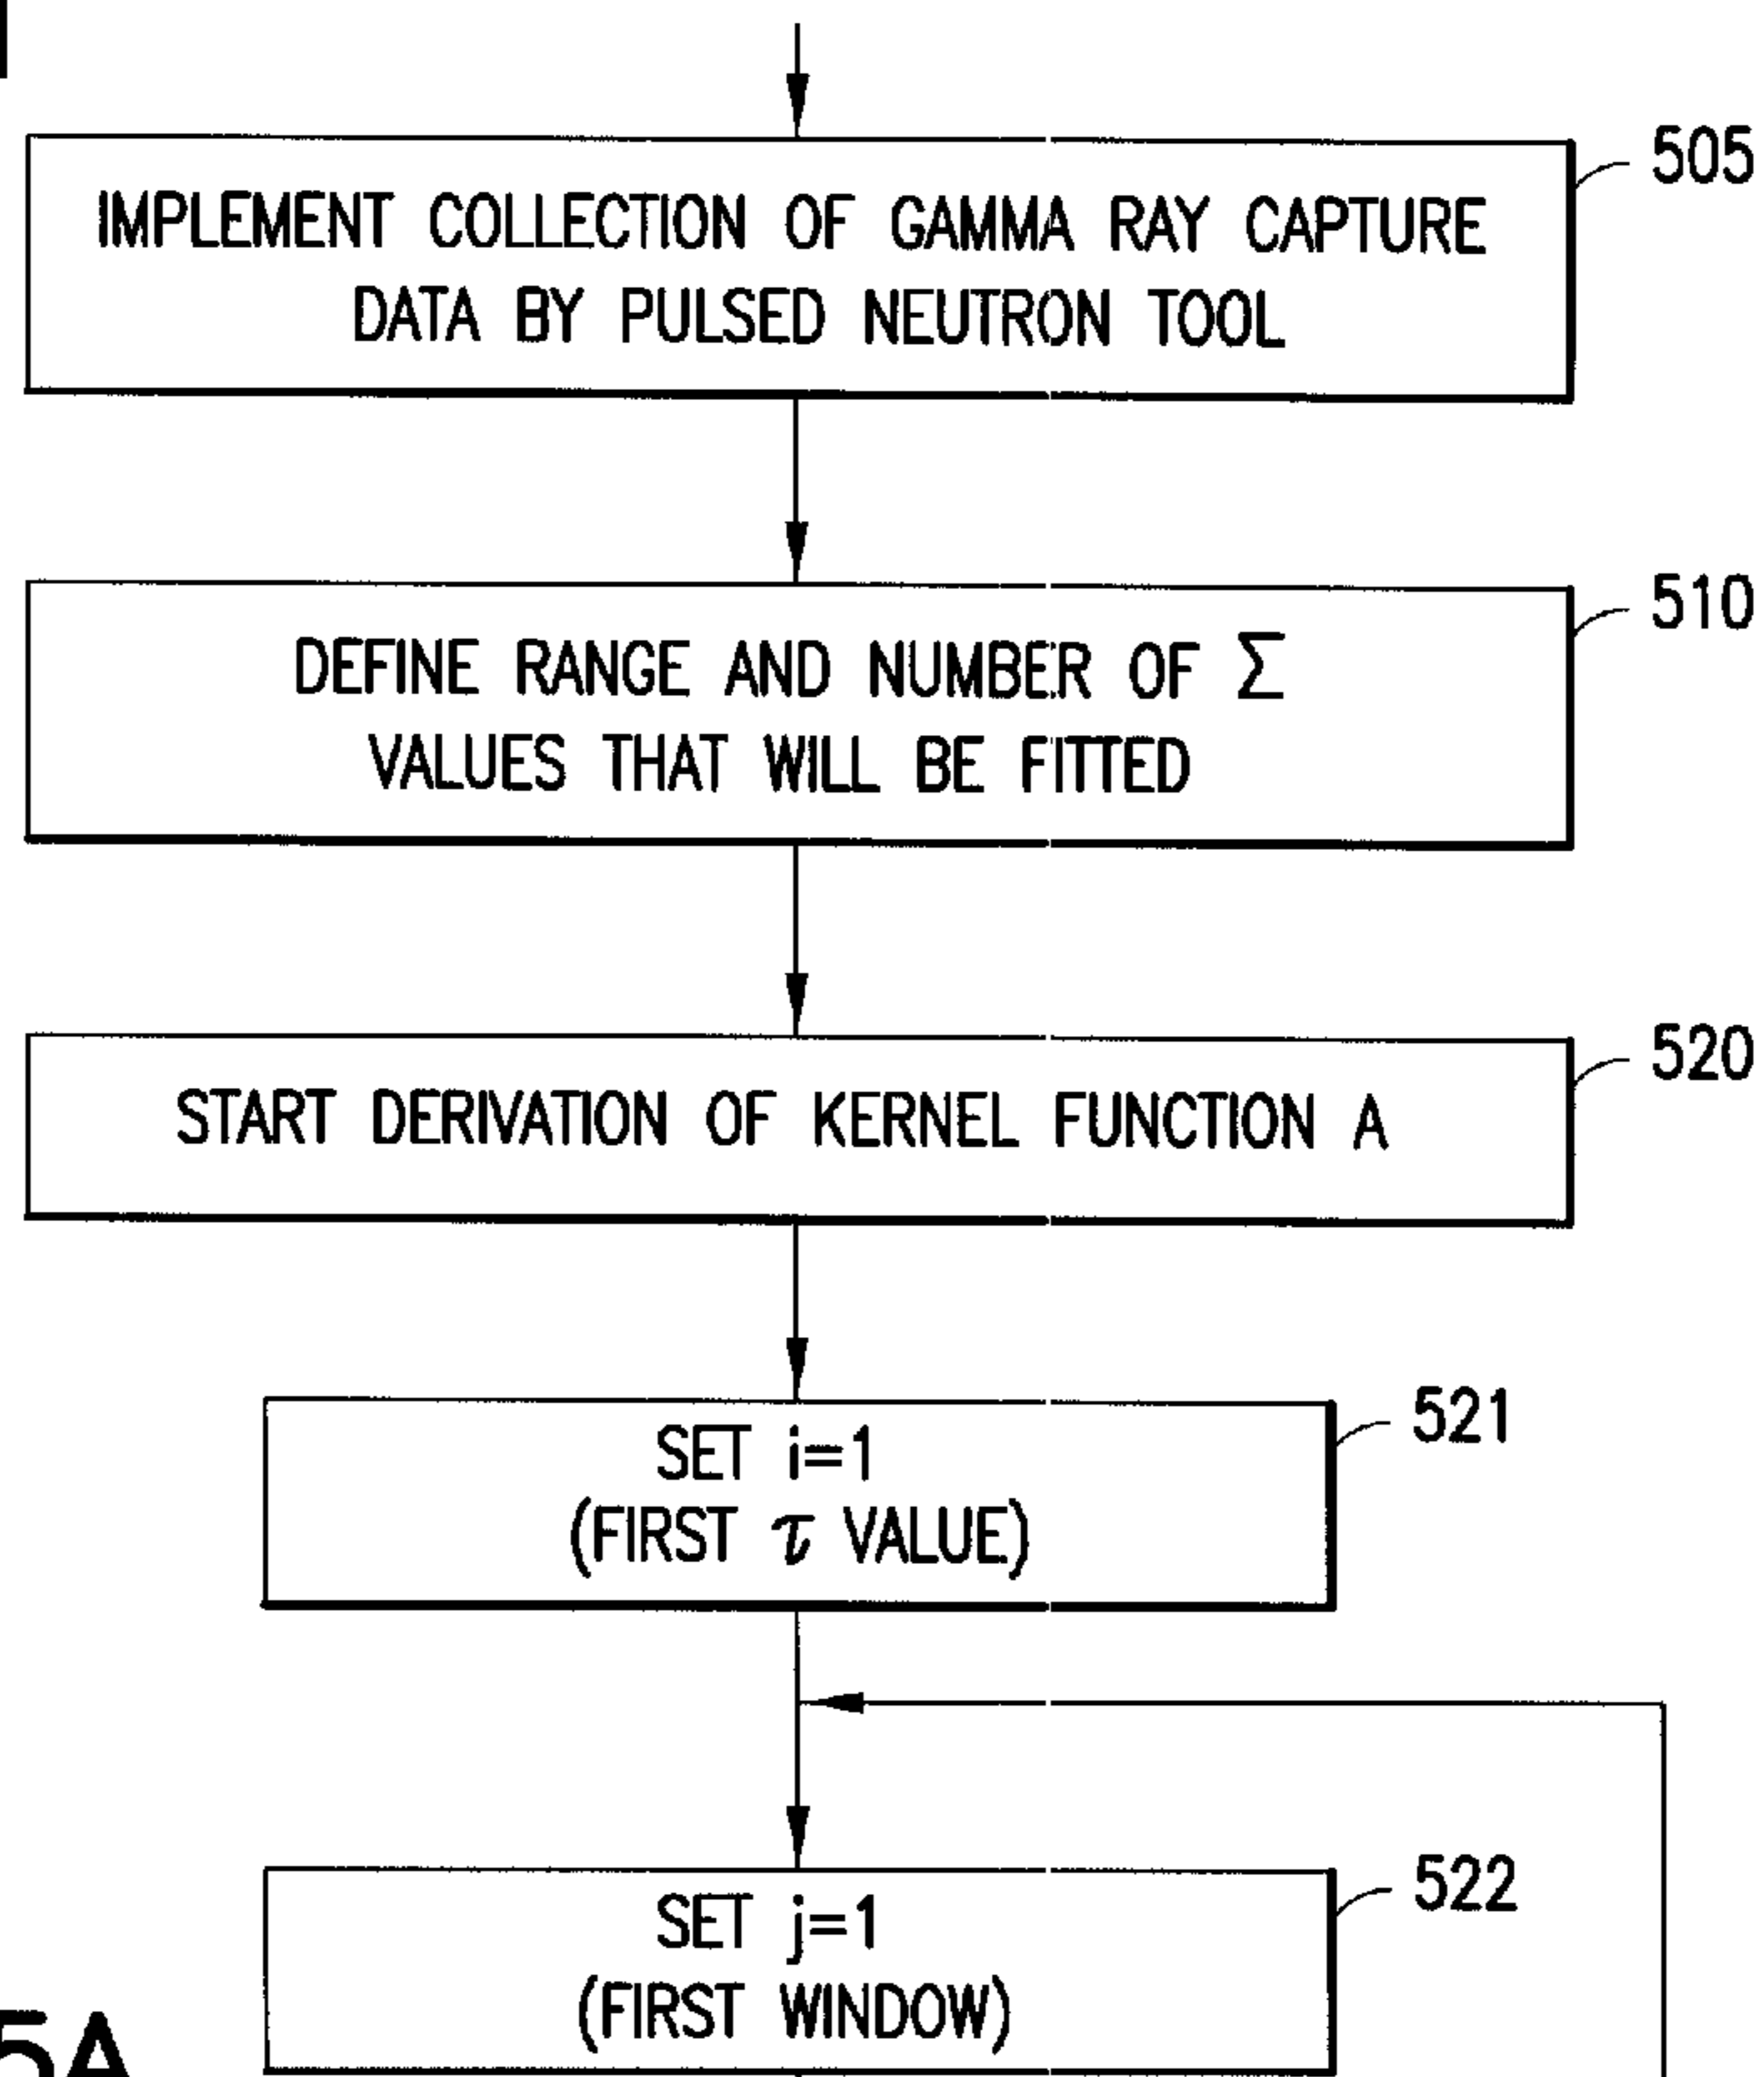 505
IMPLEMENT COLLECTION OF GAMMA RAY CAPTURE
DATA BY PULSED NEUTRON TOOL
510
DEFINE RANGE AND NUMBER OF Σ
VALUES THAT WILL BE FITTED
520
START DERIVATION OF KERNEL FUNCTION A
521
SET i=1
(FIRST τ VALUE)
522
SET j=1
(FIRST WINDOW)
5A